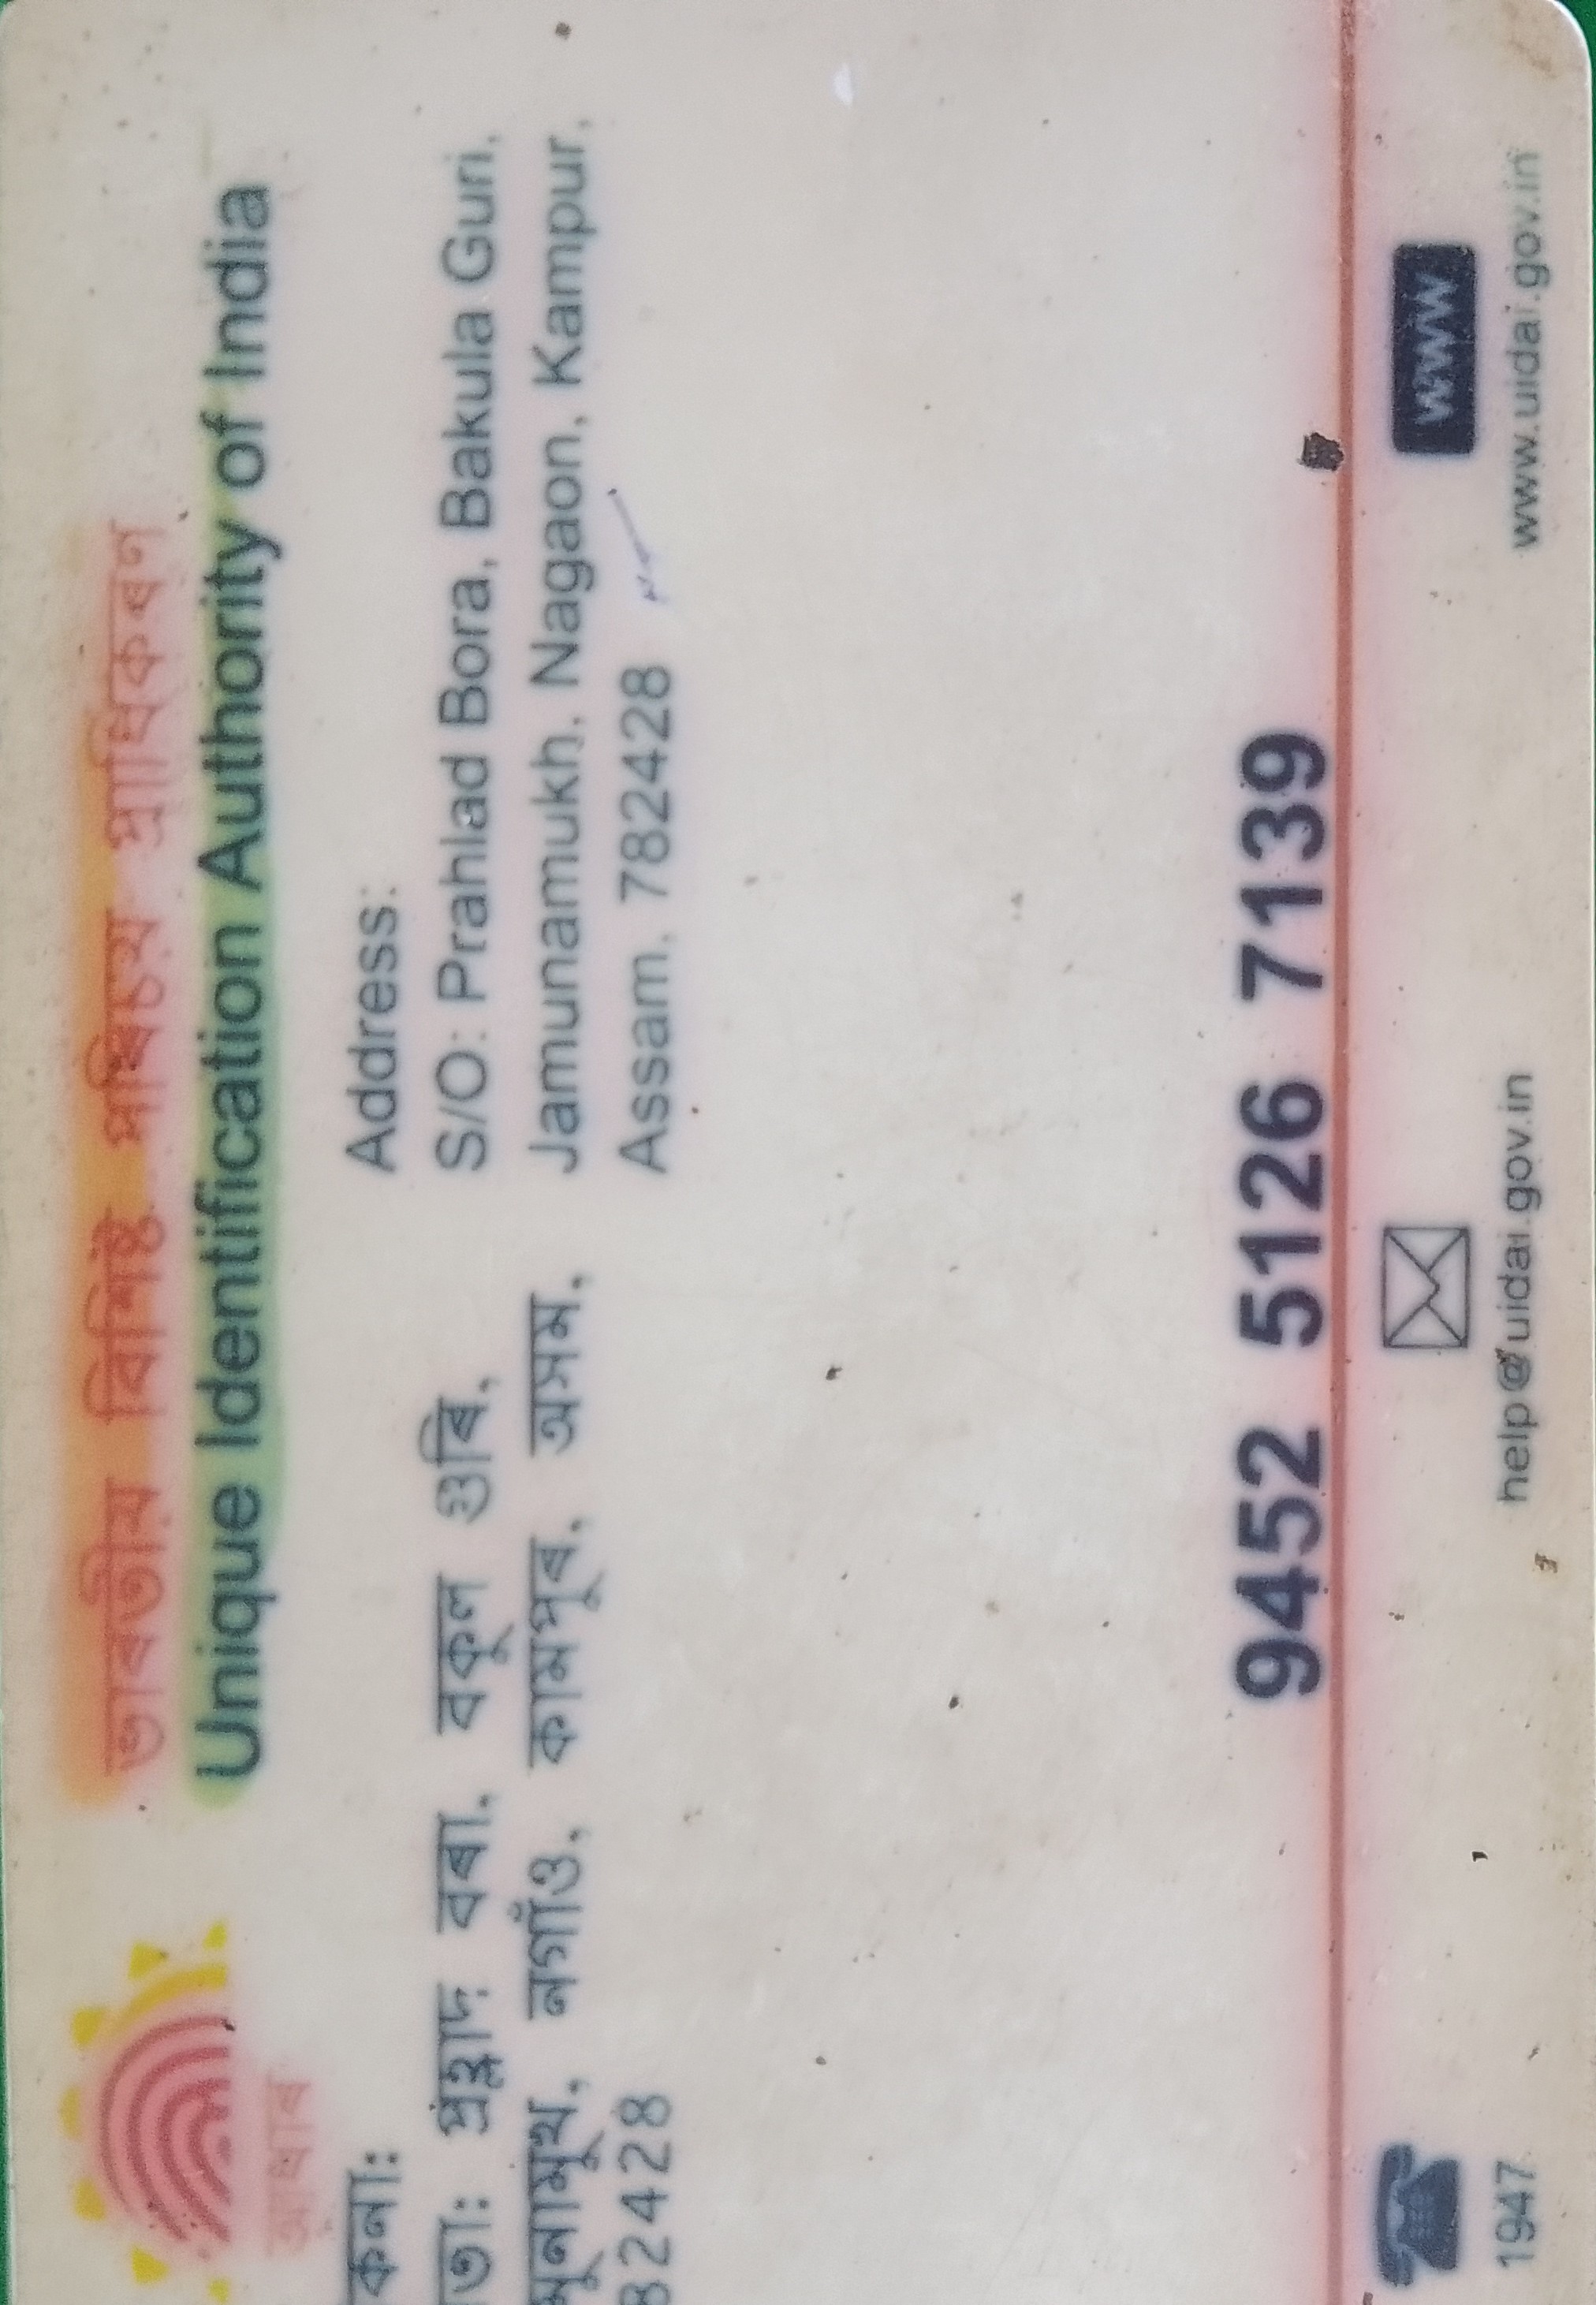 ভাৰতীয় বিশিষ্ট পৰিচয় প্ৰাধিকৰণ
Unique Identification Authority of India
আধাৰ
কনা:
তা: প্ৰহ্লাদ বৰা, বকুল গুৰি,
মুনামূখ, নগাঁও, কামপূৰ, অসম,
82428
Address:
S/O: Prahlad Bora, Bakula Guri,
Jamunamukh, Nagaon, Kampur,
Assam, 782428
9452 5126 7139
1947
help@uidai.gov.in
www
www.uidai.gov.in